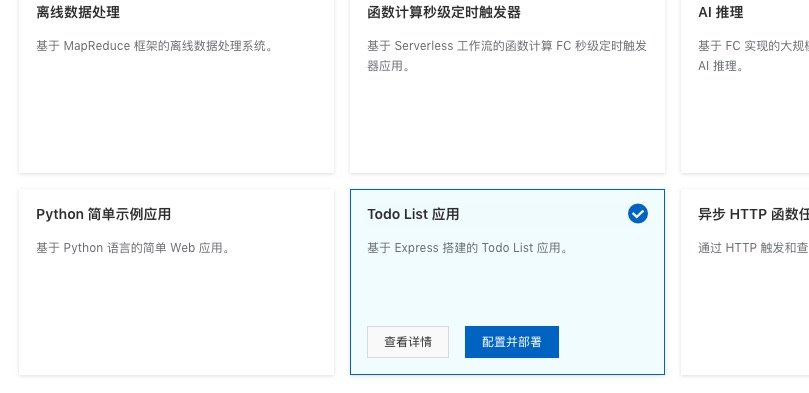 离线数据处理
基于 MapReduce 框架的离线数据处理系统。
函数计算秒级定时触发器
基于 Serverless 工作流的函数计算 FC 秒级定时触发
器应用。
AI 推理
基于 FC 实现的大规
AI 推理。
Python 简单示例应用
基于 Python 语言的简单 Web 应用。
Todo List 应用
基于 Express 搭建的 Todo List 应用。
查看详情
配置并部署
异步 HTTP 函数
通过 HTTP 触发和查